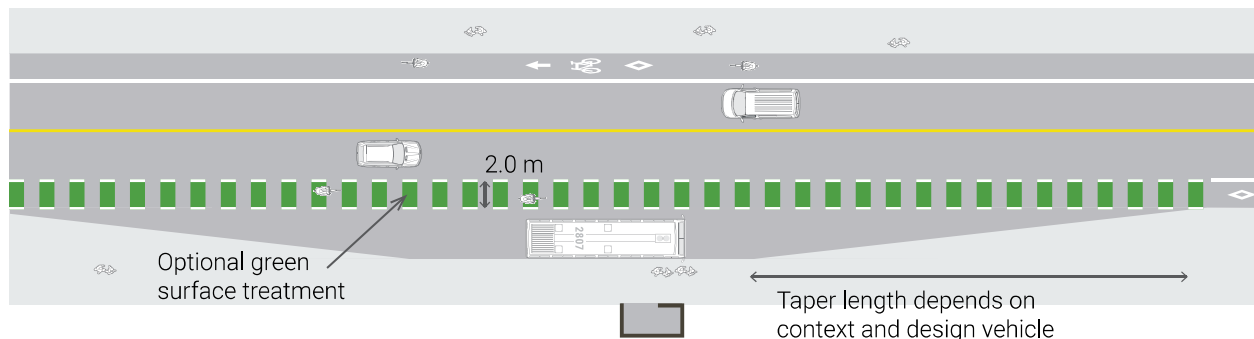 2.0 m
2807
Optional green
surface treatment
Taper length depends on
context and design vehicle